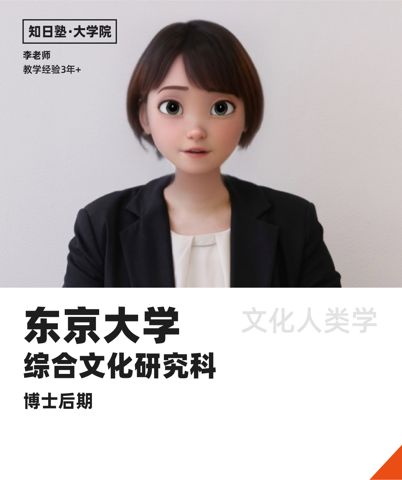 知日塾·大学院
李老师
教学经验3年+
东京大学
文化人类学
综合文化研究科
博士后期